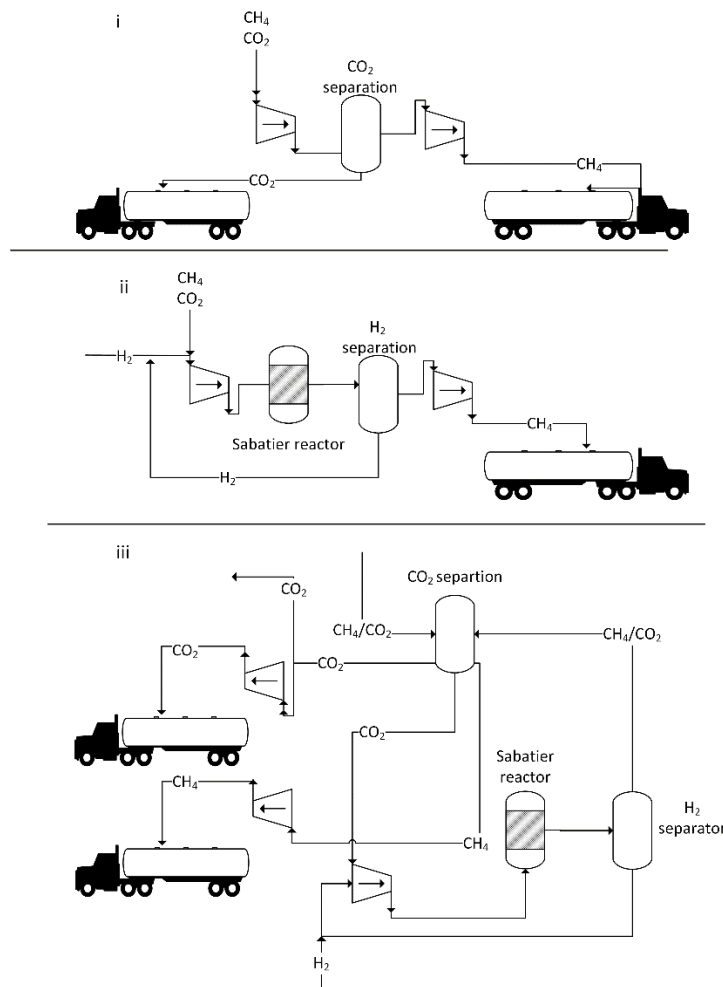 i
CH₄
CO₂
CO₂
separation
CH₄
CO₂
ii
CH₄
CO₂
H₂
H₂
separation
Sabatier reactor
CH₄
H₂
iii
CO₂ separtion
CO₂
CH₄/CO₂
CH₄/CO₂
CO₂
CO₂
CO₂
Sabatier
reactor
CH₄
H₂
separator
CH₄
H₂